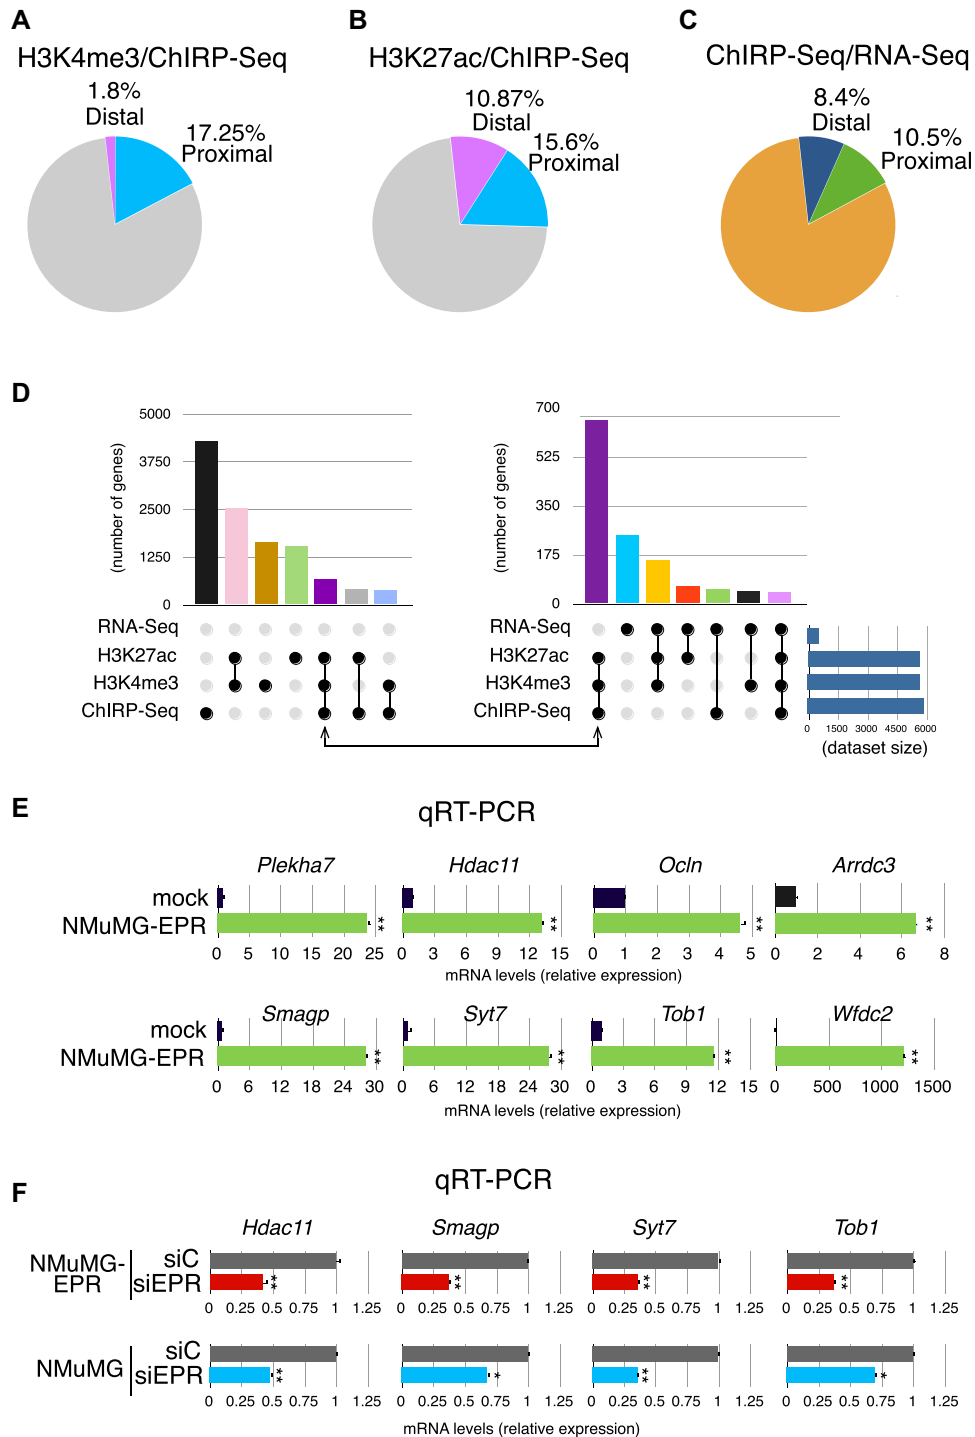 A
H3K4me3/ChIRP-Seq
1.8%
Distal
17.25%
Proximal
B
H3K27ac/ChIRP-Seq
10.87%
Distal
15.6%
Proximal
C
ChIRP-Seq/RNA-Seq
8.4%
Distal
10.5%
Proximal
D
(number of genes)
5000
3750
2500
1250
0
RNA-Seq
H3K27ac
H3K4me3
ChIRP-Seq
(number of genes)
700
525
350
175
0
RNA-Seq
H3K27ac
H3K4me3
ChIRP-Seq
0 1500 3000 4500 6000
(dataset size)
E
qRT-PCR
Plekha7 Hdac11 Ocln Arrdc3
mock
NMuMG-EPR
** ** ** **
0 5 10 15 20 25 0 3 6 9 12 15 0 1 2 3 4 5 0 2 4 6 8
mRNA levels (relative expression)
Smagp Syt7 Tob1 Wfdc2
mock
NMuMG-EPR
** ** ** **
0 6 12 18 24 30 0 6 12 18 24 30 0 3 6 9 12 15 0 500 1000 1500
mRNA levels (relative expression)
F
qRT-PCR
Hdac11 Smagp Syt7 Tob1
NMuMG-
EPR
siC
siEPR
** ** ** **
0 0.25 0.5 0.75 1 1.25 0 0.25 0.5 0.75 1 1.25 0 0.25 0.5 0.75 1 1.25 0 0.25 0.5 0.75 1 1.25
NMuMG
siC
siEPR
** * ** *
0 0.25 0.5 0.75 1 1.25 0 0.25 0.5 0.75 1 1.25 0 0.25 0.5 0.75 1 1.25 0 0.25 0.5 0.75 1 1.25
mRNA levels (relative expression)